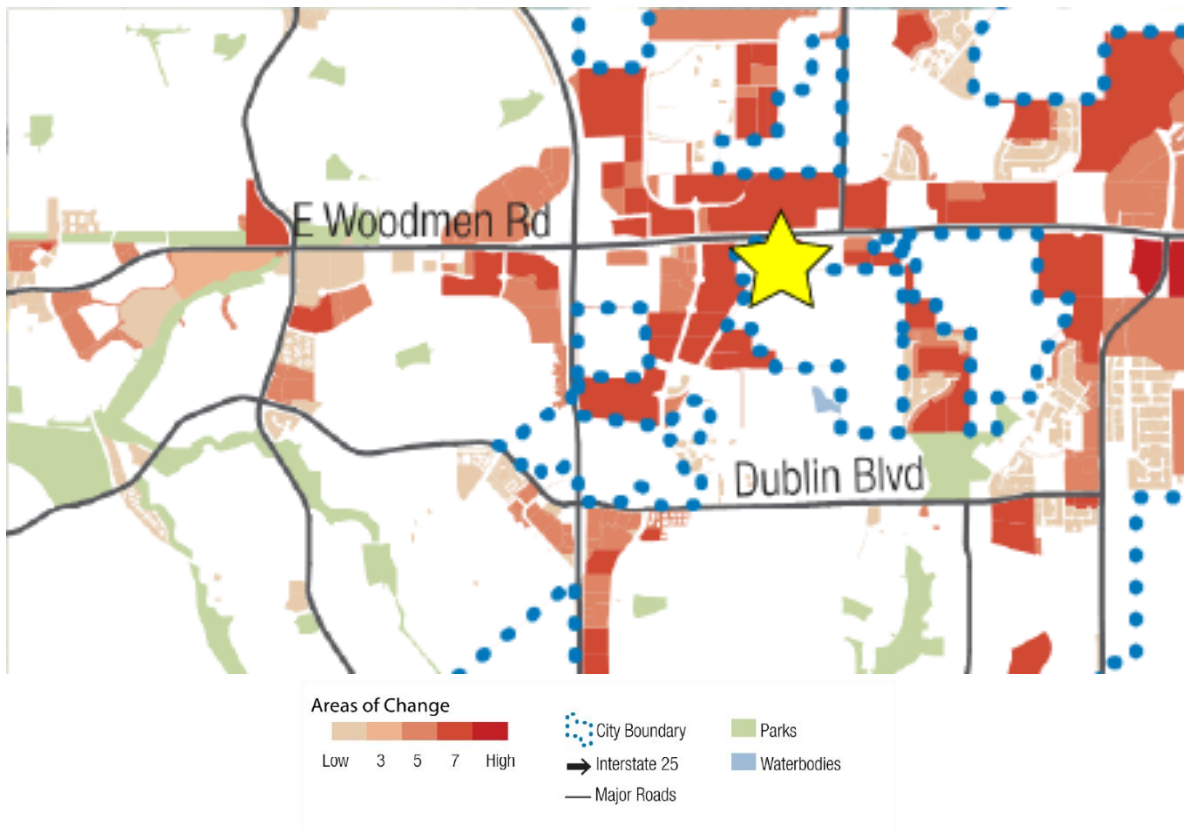 E Woodmen Rd
Dublin Blvd
Areas of Change
Low 3 5 7 High
City Boundary
Interstate 25
Major Roads
Parks
Waterbodies